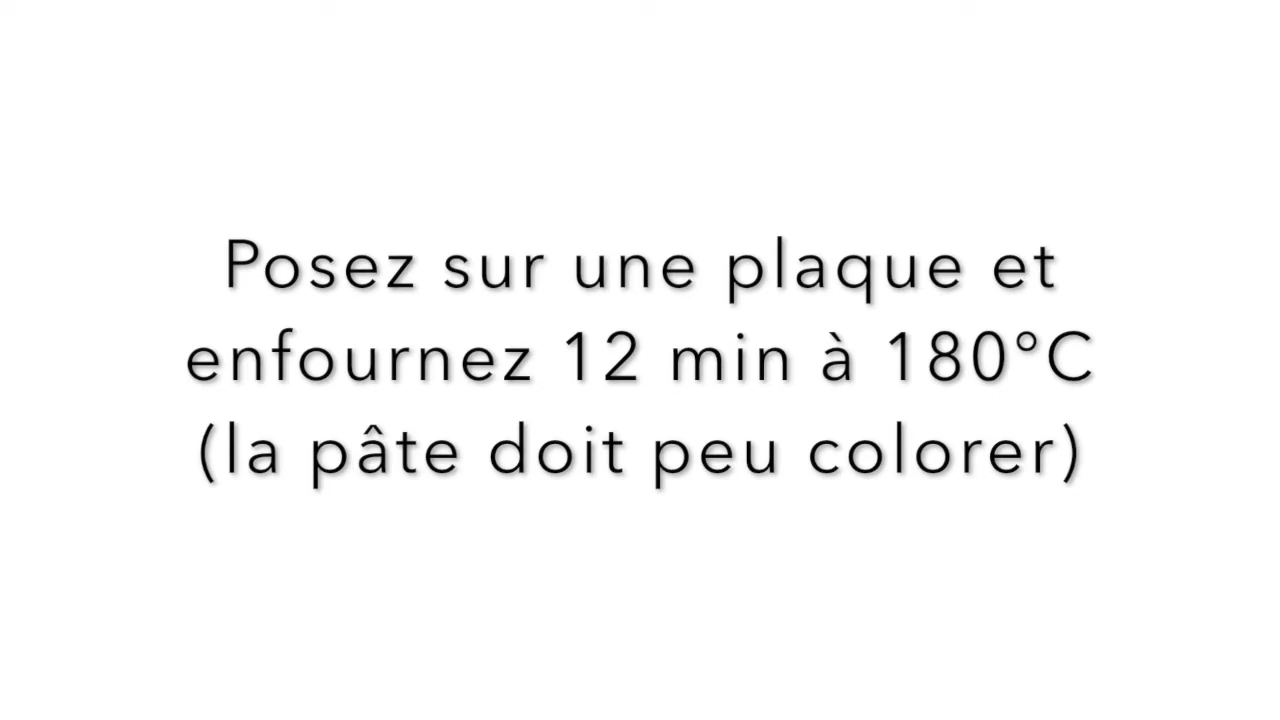 Posez sur une plaque et
enfournez 12 min à 180°C
(la pâte doit peu colorer)